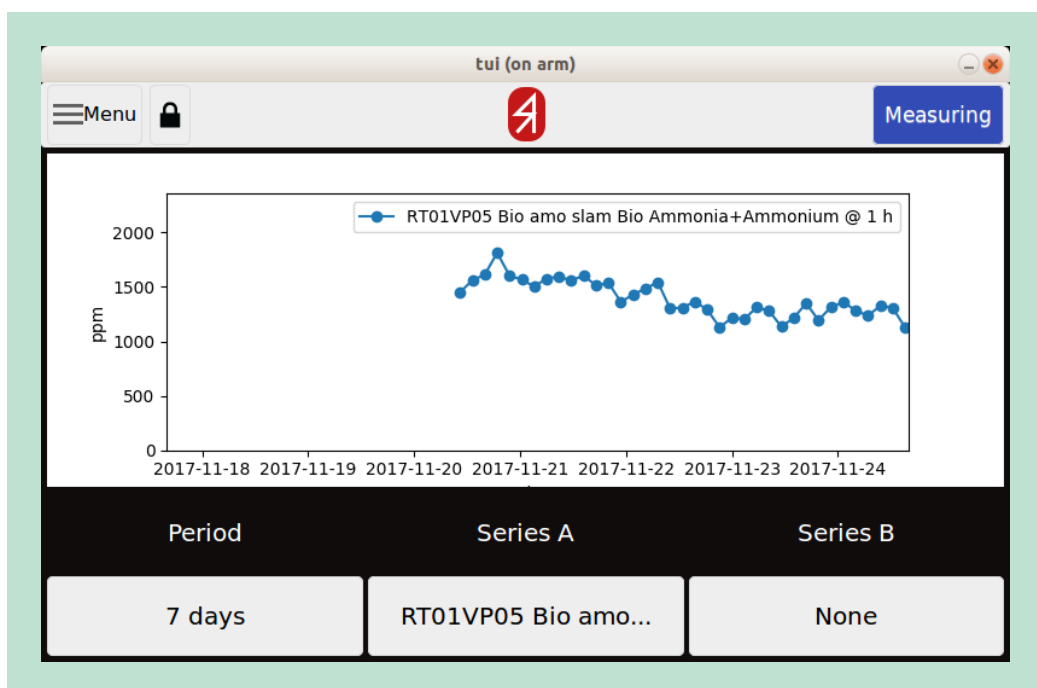 tui (on arm)
Menu
Measuring
RT01VP05 Bio amo slam Bio Ammonia+Ammonium @ 1 h
2000
1500
1000
500
0
ppm
2017-11-18 2017-11-19 2017-11-20 2017-11-21 2017-11-22 2017-11-23 2017-11-24
Period Series A Series B
7 days RT01VP05 Bio amo... None